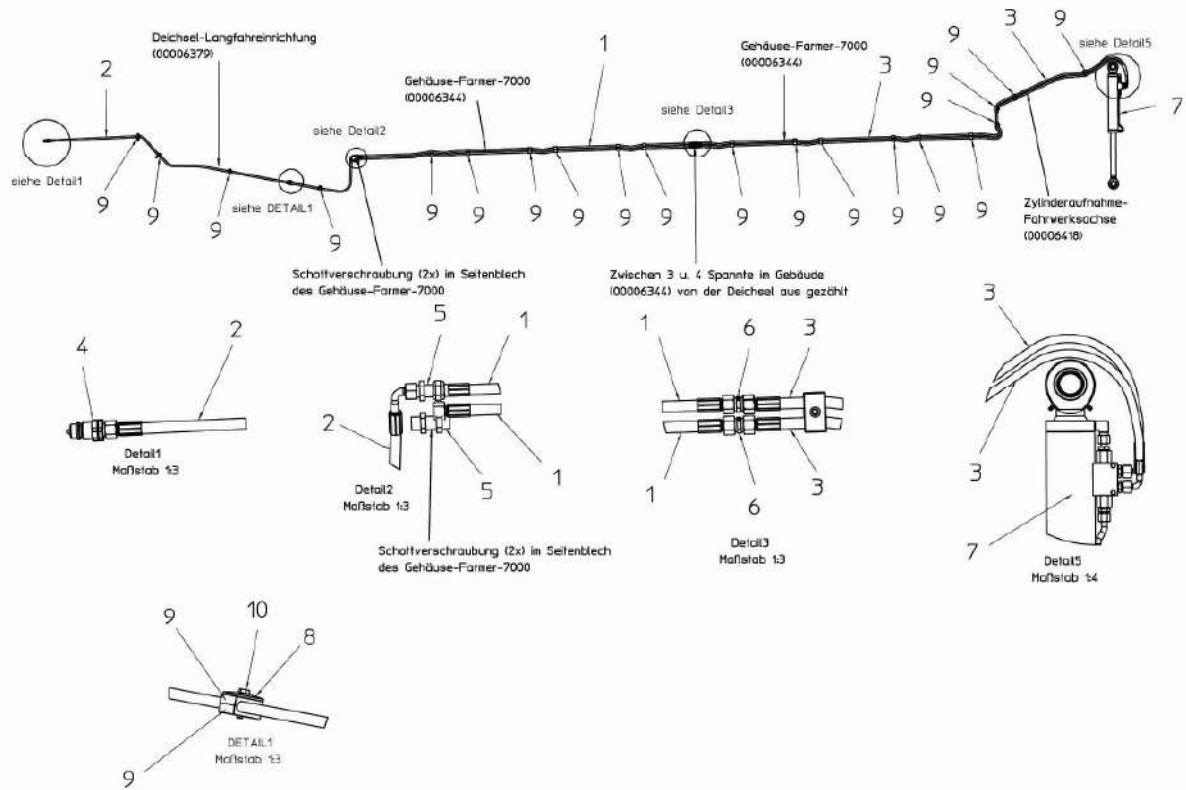 3
9
1
9
siehe Detail5
Deichsel-Langfahreinrichtung
(00006379)
Gehäuse-Farmer-7000
(00006344)
2
Gehäuse-Farmer-7000
(00006344)
3
9
9
siehe Detail3
siehe Detail2
7
siehe Detail1
9
9
9
siehe DETAIL1
9
9
9
9
9
9
9
9
9
9
9
9
9
Zylinderaufnahme-
Fahrwerksachse
(00006418)
Schottverschraubung (2x) im Seitenblech
des Gehäuse-Farmer-7000
Zwischen 3 u. 4 Spannte in Gebäude
(00006344) von der Deichsel aus gezählt
4
2
Detail1
Maßstab 1:3
5
1
2
5
1
Detail2
Maßstab 1:3
Schottverschraubung (2x) im Seitenblech
des Gehäuse-Farmer-7000
1
6
3
1
3
6
Detail3
Maßstab 1:3
3
3
7
Detail5
Maßstab 1:4
9
10
8
DETAIL1
Maßstab 1:3
9